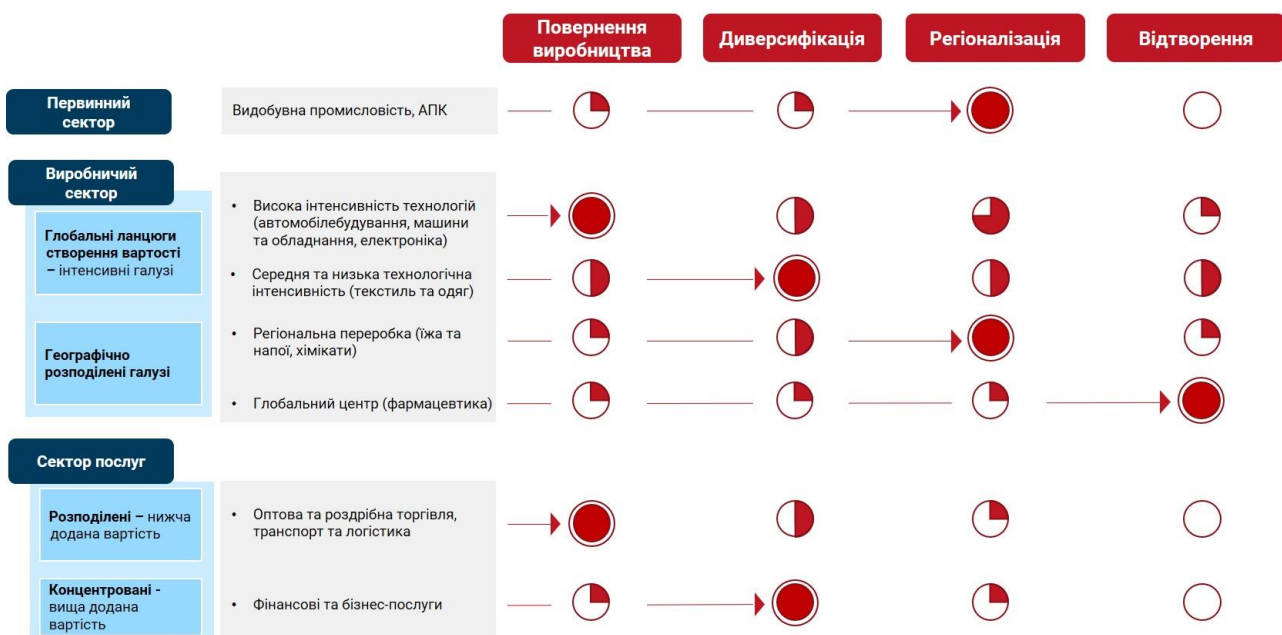 Повернення
виробництва
Диверсифікація
Регіоналізація
Відтворення
Первинний
сектор
Видобувна промисловість, АПК
Виробничий
сектор
Глобальні ланцюги
створення вартості
– інтенсивні галузі
• Висока інтенсивність технологій
(автомобілебудування, машини
та обладнання, електроніка)
• Середня та низька технологічна
інтенсивність (текстиль та одяг)
Географічно
розподілені галузі
• Регіональна переробка (їжа та
напої, хімікати)
• Глобальний центр (фармацевтика)
Сектор послуг
Розподілені – нижча
додана вартість
• Оптова та роздрібна торгівля,
транспорт та логістика
Концентровані -
вища додана
вартість
• Фінансові та бізнес-послуги